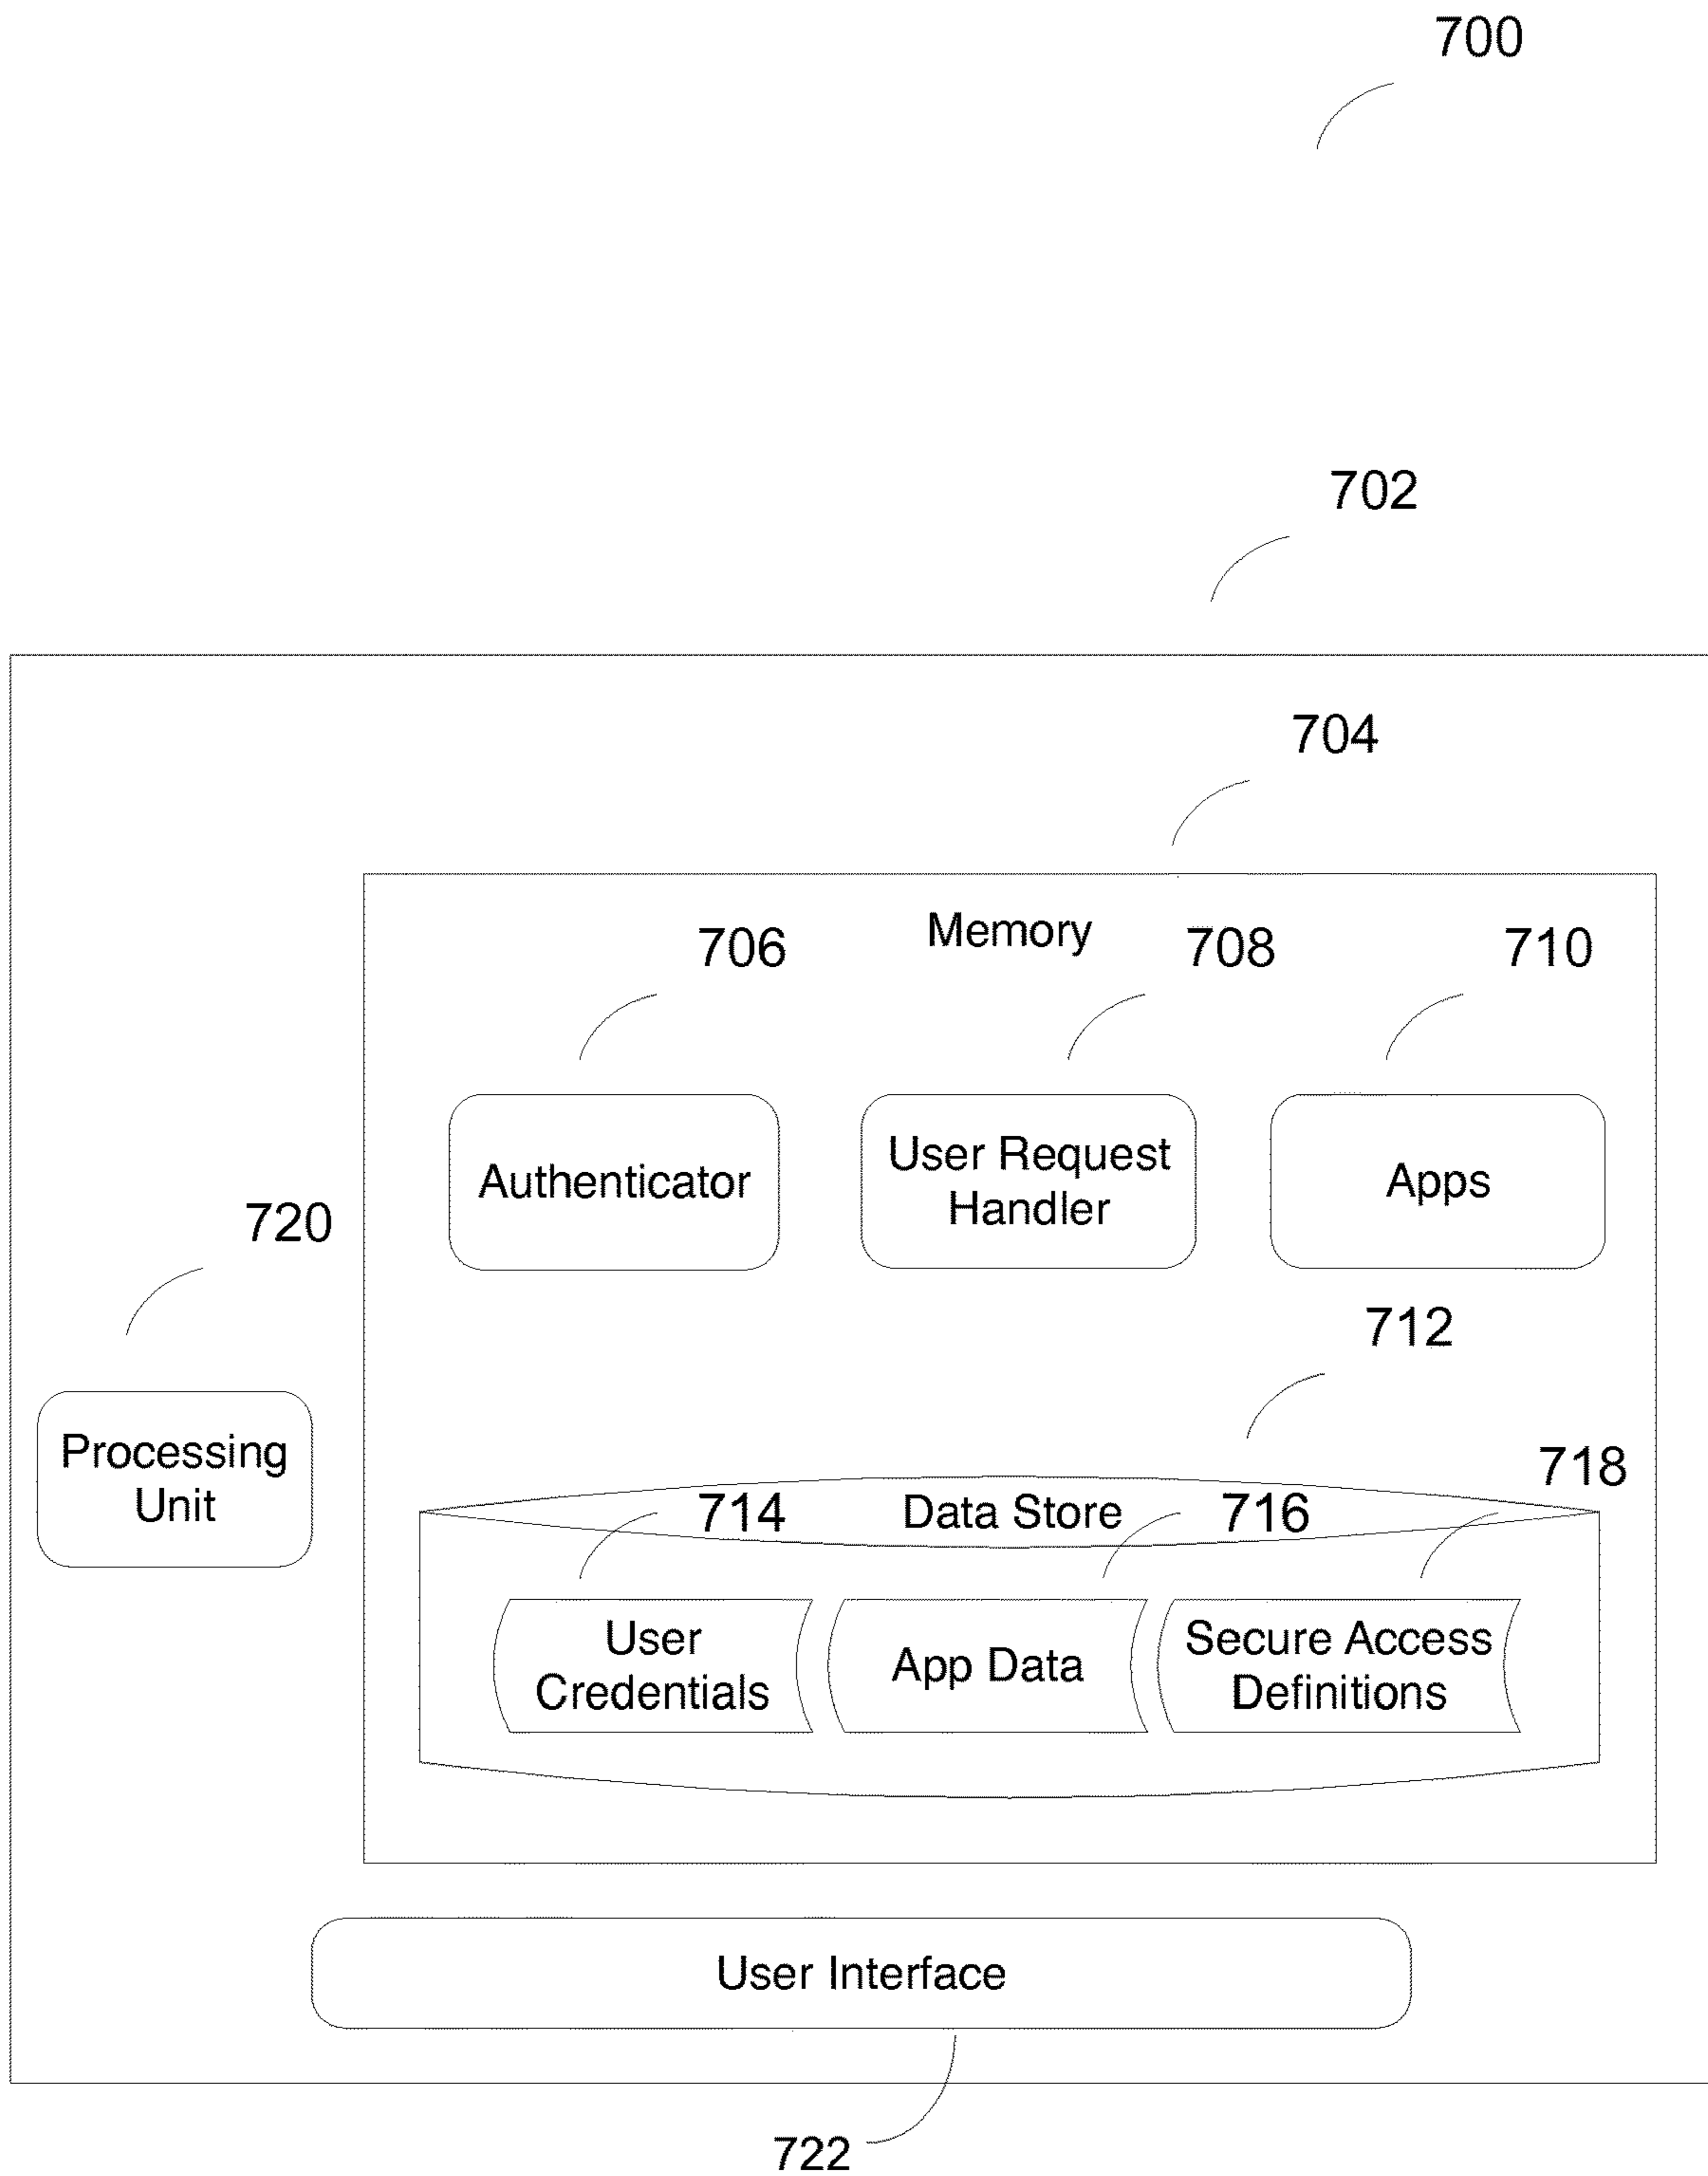 700
702
704
Memory
706
708
710
Authenticator
User Request
Handler
Apps
720
712
Processing
Unit
718
Data Store
714
716
User
Credentials
App Data
Secure Access
Definitions
User Interface
722